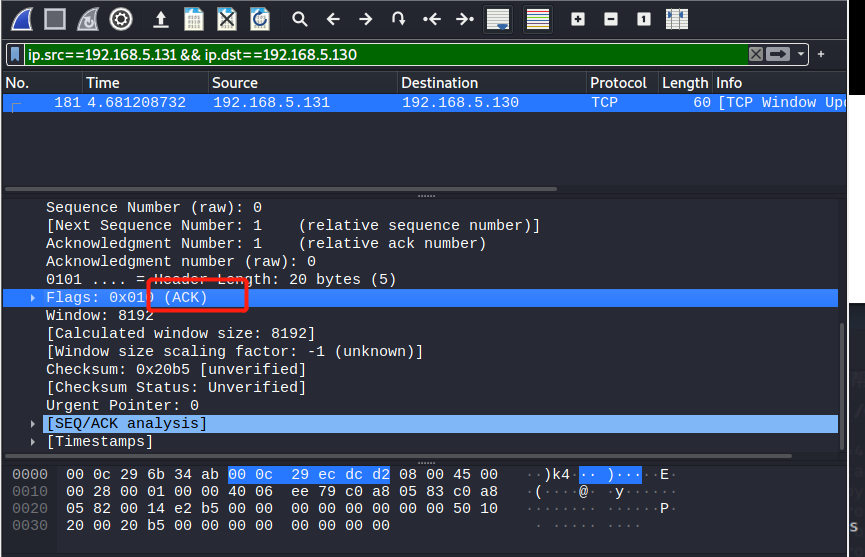 ip.src==192.168.5.131 && ip.dst==192.168.5.130
No. Time Source Destination Protocol Length Info
181 4.681208732 192.168.5.131 192.168.5.130 TCP 60 [TCP Window Upd
Sequence Number (raw): 0
[Next Sequence Number: 1 (relative sequence number)]
Acknowledgment Number: 1 (relative ack number)
Acknowledgment number (raw): 0
0101 .... = Header Length: 20 bytes (5)
Flags: 0x010 (ACK)
Window: 8192
[Calculated window size: 8192]
[Window size scaling factor: -1 (unknown)]
Checksum: 0x20b5 [unverified]
[Checksum Status: Unverified]
Urgent Pointer: 0
[SEQ/ACK analysis]
[Timestamps]
0000 00 0c 29 6b 34 ab 00 0c 29 ec dc d2 08 00 45 00 ··)k4···)·····E·
0010 00 28 00 01 00 00 40 06 ee 79 c0 a8 05 83 c0 a8 ·(····@··y······
0020 05 82 00 14 e2 b5 00 00 00 00 00 00 00 00 50 10 ··············P·
0030 20 00 20 b5 00 00 00 00 00 00 00 00 · · ········
s